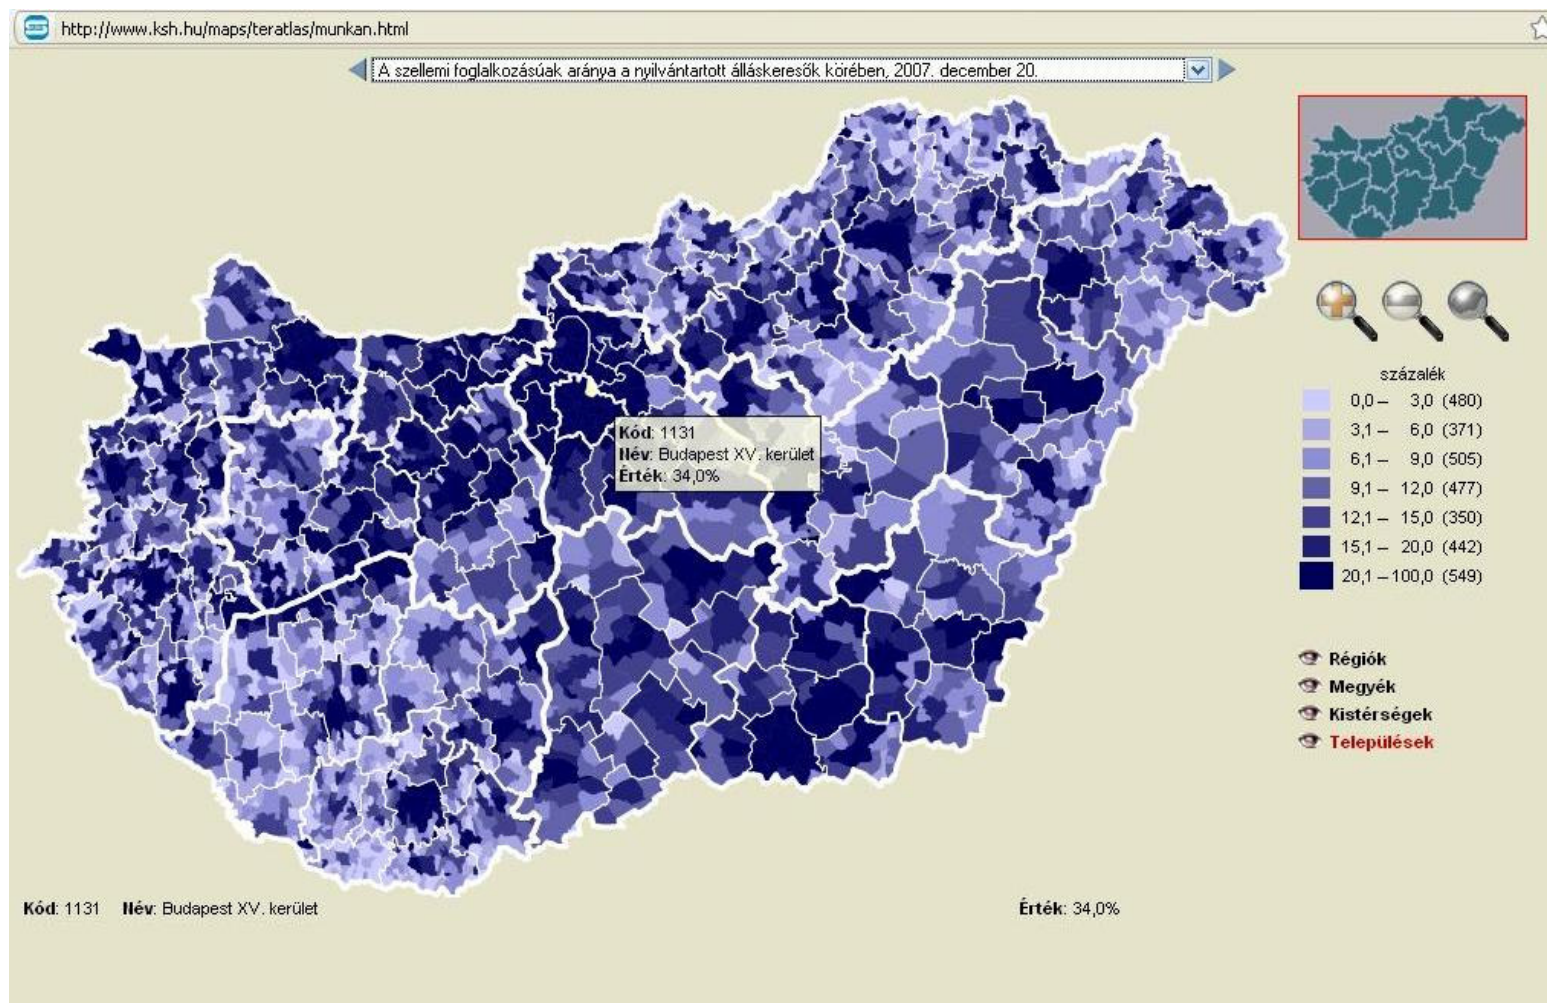 http://www.ksh.hu/maps/teratlas/munkan.html
A szellemi foglalkozásúak aránya a nyilvántartott álláskeresők körében, 2007. december 20.
Kód: 1131
Név: Budapest XV. kerület
Érték: 34,0%
százalék
0,0 – 3,0 (480)
3,1 – 6,0 (371)
6,1 – 9,0 (505)
9,1 – 12,0 (477)
12,1 – 15,0 (350)
15,1 – 20,0 (442)
20,1 – 100,0 (549)
Régiók
Megyék
Kistérségek
Települések
Kód: 1131 Név: Budapest XV. kerület Érték: 34,0%